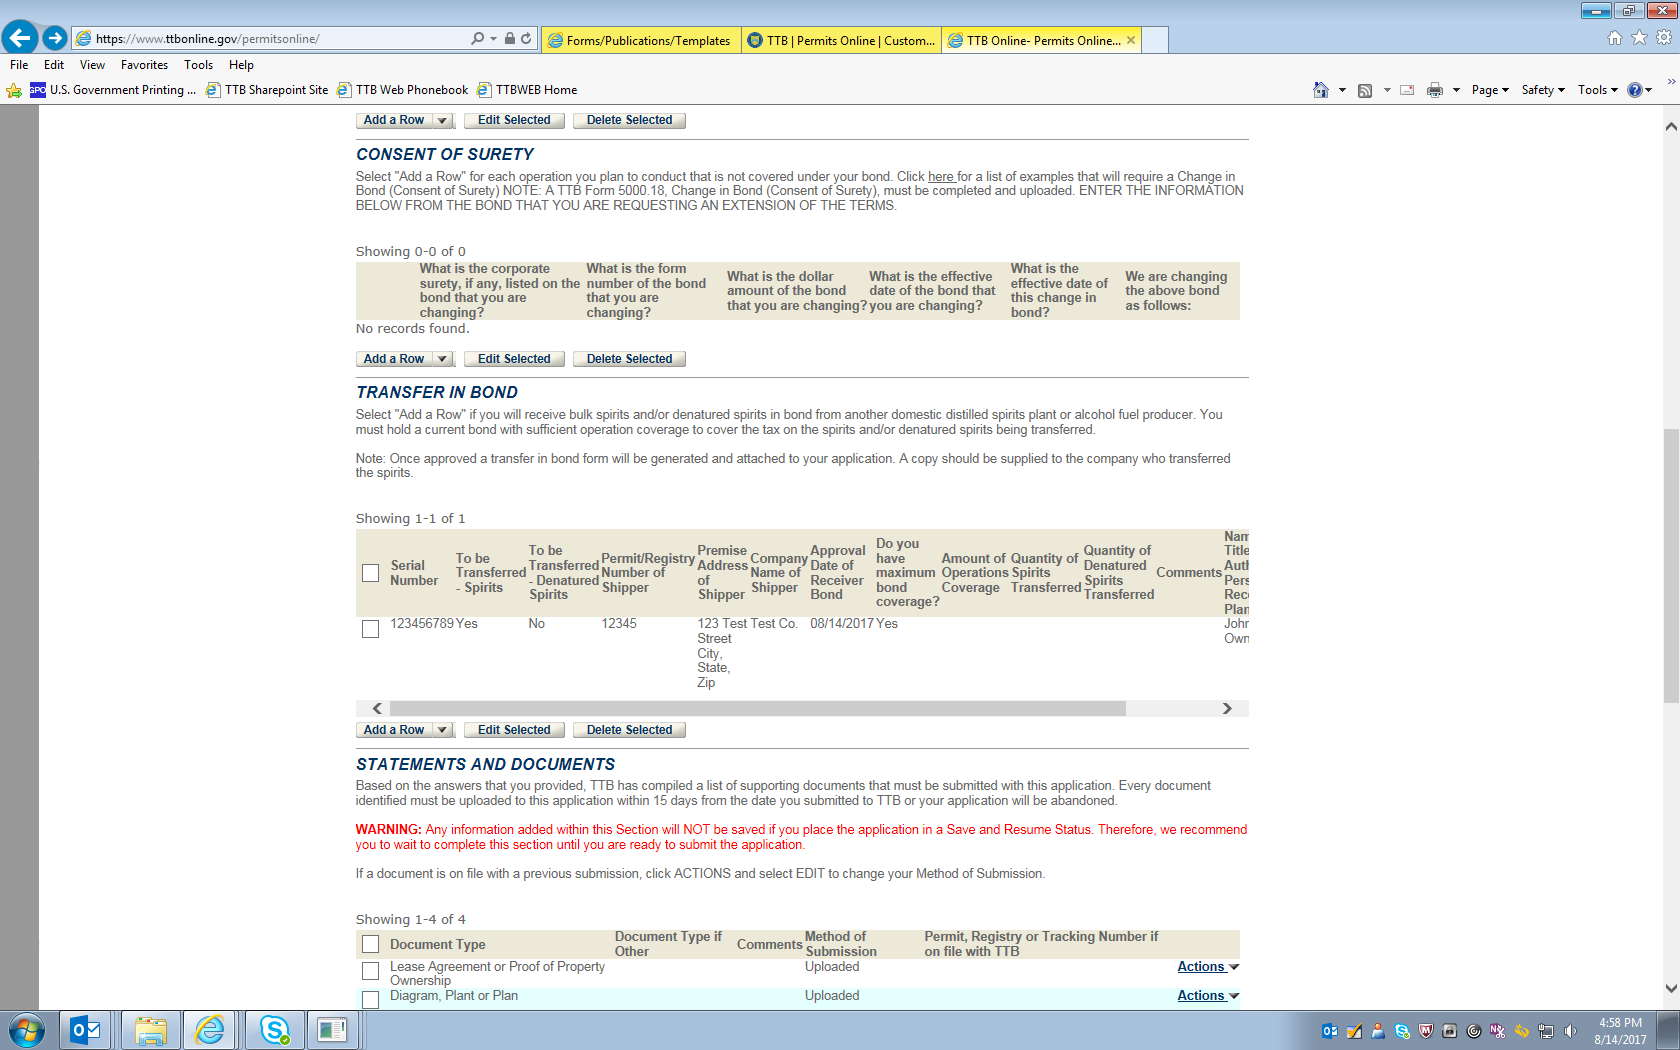 https://www.ttbonline.gov/permitsonline/
Forms/Publications/Templates
TTB | Permits Online | Custom...
TTB Online- Permits Online...
File Edit View Favorites Tools Help
GPO U.S. Government Printing ... TTB Sharepoint Site TTB Web Phonebook TTBWEB Home
Page Safety Tools
Add a Row Edit Selected Delete Selected
CONSENT OF SURETY
Select "Add a Row" for each operation you plan to conduct that is not covered under your bond. Click here for a list of examples that will require a Change in
Bond (Consent of Surety) NOTE: A TTB Form 5000.18, Change in Bond (Consent of Surety), must be completed and uploaded. ENTER THE INFORMATION
BELOW FROM THE BOND THAT YOU ARE REQUESTING AN EXTENSION OF THE TERMS.
Showing 0-0 of 0
What is the corporate
surety, if any, listed on the
bond that you are
changing?
What is the form
number of the bond
that you are
changing?
What is the dollar
amount of the bond
that you are changing?
What is the effective
date of the bond that
you are changing?
What is the
effective date of
this change in
bond?
We are changing
the above bond
as follows:
No records found.
Add a Row Edit Selected Delete Selected
TRANSFER IN BOND
Select "Add a Row" if you will receive bulk spirits and/or denatured spirits in bond from another domestic distilled spirits plant or alcohol fuel producer. You
must hold a current bond with sufficient operation coverage to cover the tax on the spirits and/or denatured spirits being transferred.
Note: Once approved a transfer in bond form will be generated and attached to your application. A copy should be supplied to the company who transferred
the spirits.
Showing 1-1 of 1
Serial
Number
To be
Transferred
- Spirits
To be
Transferred
- Denatured
Spirits
Permit/Registry
Number of
Shipper
Premise
Address
of
Shipper
Company
Name of
Shipper
Approval
Date of
Receiver
Bond
Do you
have
maximum
bond
coverage?
Amount of
Operations
Coverage
Quantity of
Spirits
Transferred
Quantity of
Denatured
Spirits
Transferred
Comments
Nam
Title
Auth
Pers
Rece
Plan
123456789 Yes No 12345
123 Test
Street
City,
State,
Zip
Test Co. 08/14/2017 Yes
John
Own
Add a Row Edit Selected Delete Selected
STATEMENTS AND DOCUMENTS
Based on the answers that you provided, TTB has compiled a list of supporting documents that must be submitted with this application. Every document
identified must be uploaded to this application within 15 days from the date you submitted to TTB or your application will be abandoned.
WARNING: Any information added within this Section will NOT be saved if you place the application in a Save and Resume Status. Therefore, we recommend
you to wait to complete this section until you are ready to submit the application.
If a document is on file with a previous submission, click ACTIONS and select EDIT to change your Method of Submission.
Showing 1-4 of 4
Document Type
Document Type if
Other
Comments
Method of
Submission
Permit, Registry or Tracking Number if
on file with TTB
Lease Agreement or Proof of Property
Ownership
Uploaded Actions
Diagram, Plant or Plan Uploaded Actions
4:58 PM
8/14/2017